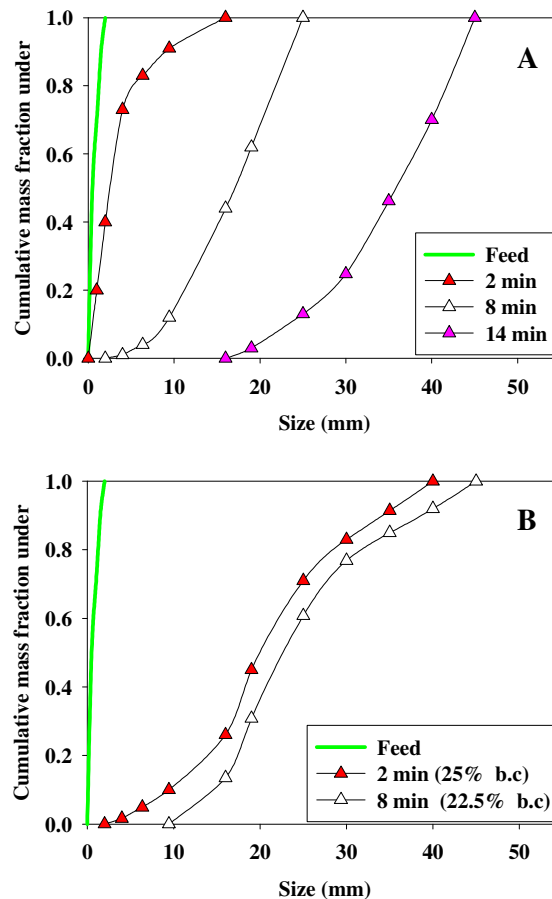 1.0
0.8
0.6
0.4
0.2
0.0
Cumulative mass fraction under
A
Feed
2 min
8 min
14 min
0 10 20 30 40 50
Size (mm)
1.0
0.8
0.6
0.4
0.2
0.0
Cumulative mass fraction under
B
Feed
2 min (25% b.c)
8 min (22.5% b.c)
0 10 20 30 40 50
Size (mm)